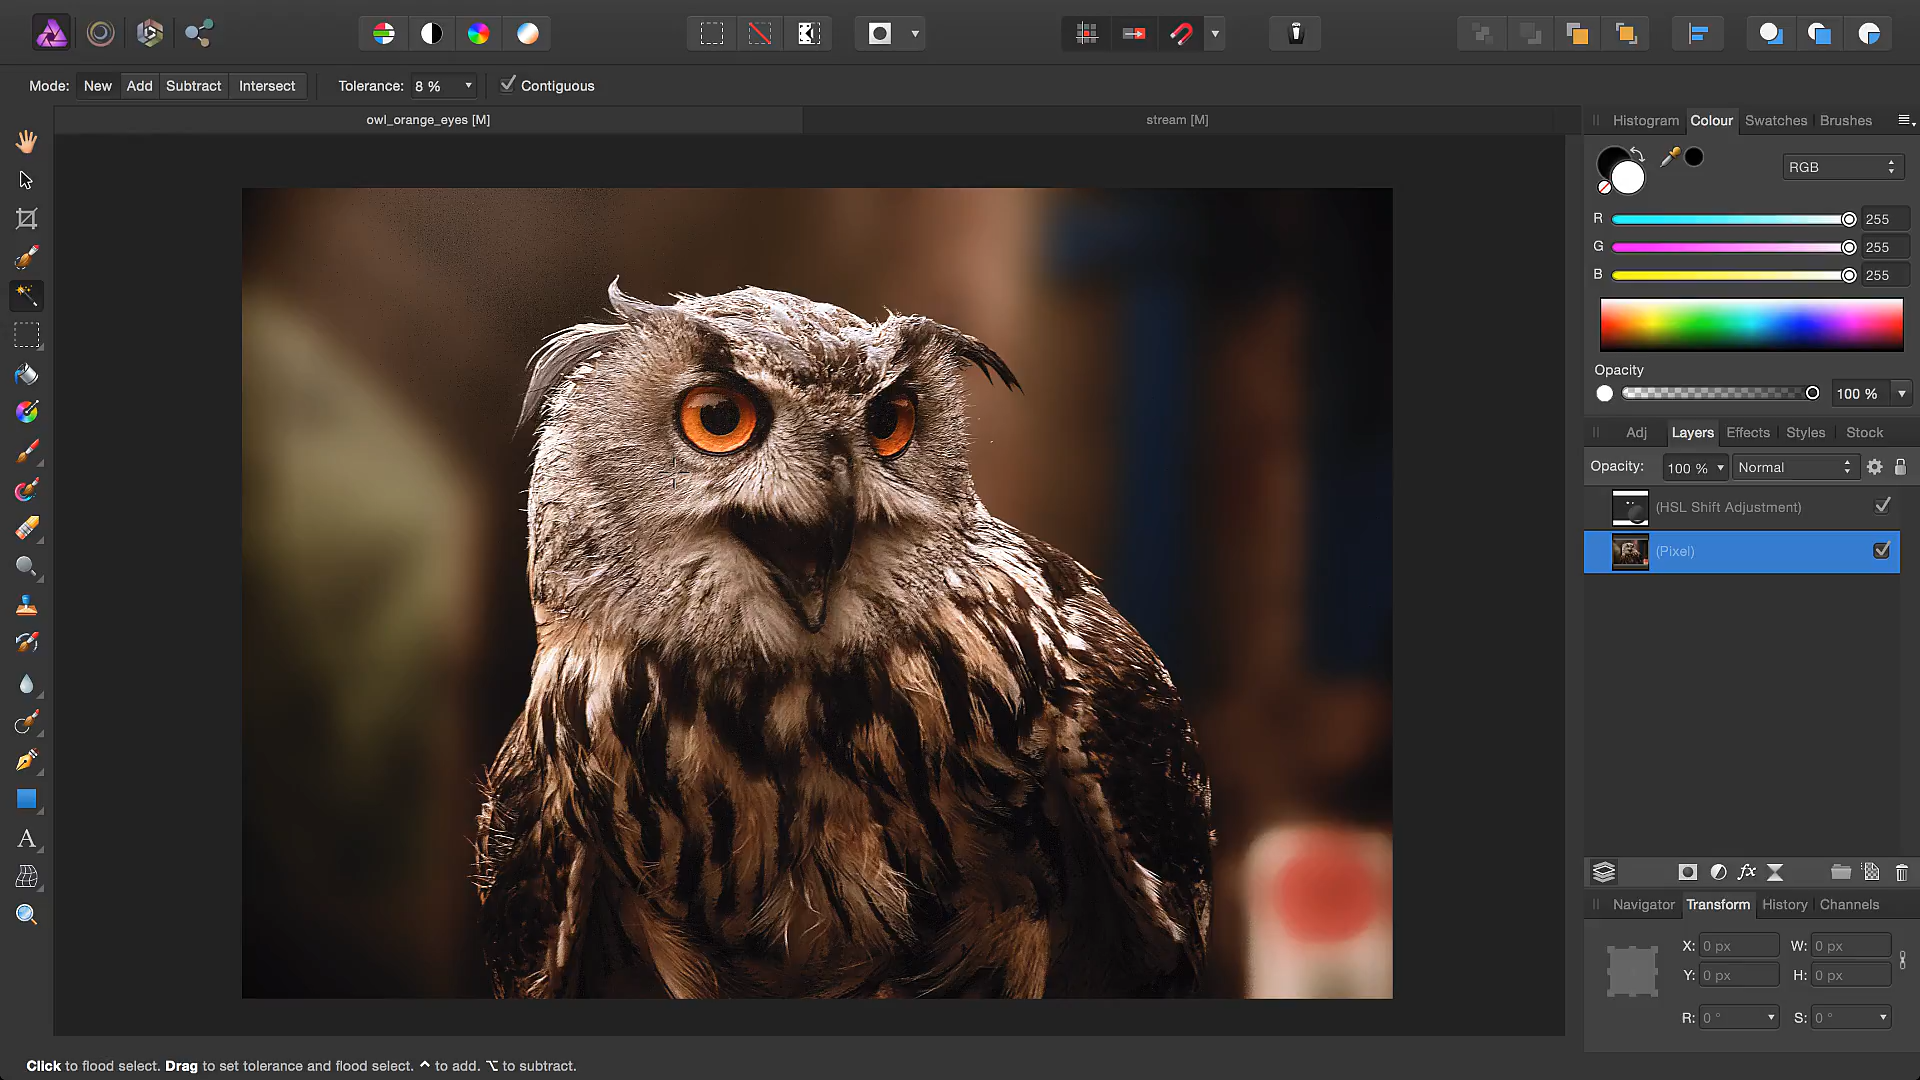 Mode: New Add Subtract Intersect Tolerance: 8 % Contiguous
owl_orange_eyes [M] stream [M]
Histogram Colour Swatches Brushes
RGB
R 255
G 255
B 255
Opacity
100 %
Adj Layers Effects Styles Stock
Opacity: 100 % Normal
(HSL Shift Adjustment)
(Pixel)
fx
Navigator Transform History Channels
X: 0 px W: 0 px
Y: 0 px H: 0 px
R: 0 ° S: 0 °
A
Click to flood select. Drag to set tolerance and flood select. ⌃ to add. ⌥ to subtract.